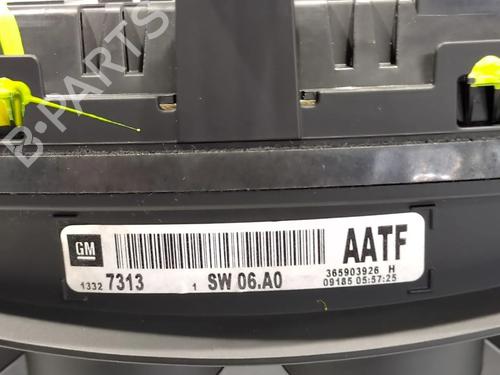 B-PARTS
GM
AATF
1332 7313 1 SW 06.A0
365903926 H
09185 05:57:25